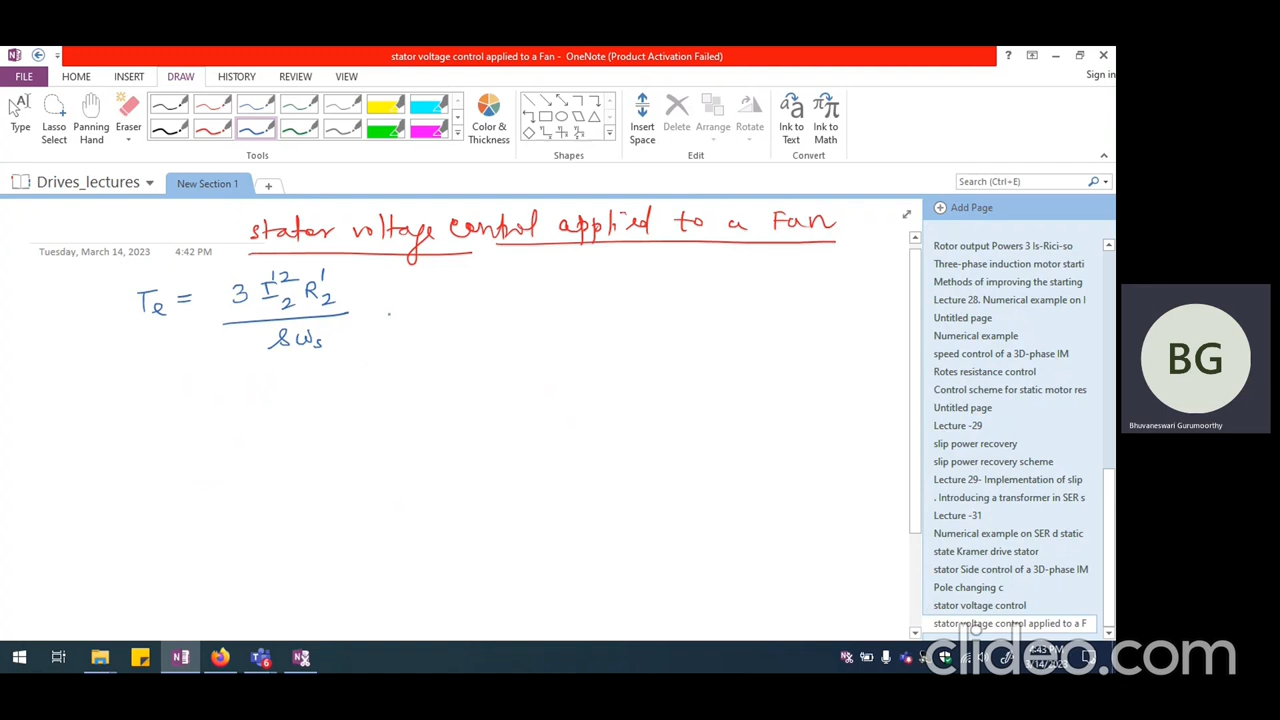 stator voltage control applied to a Fan - OneNote (Product Activation Failed)
?
FILE HOME INSERT DRAW HISTORY REVIEW VIEW
Sign in
Type
Lasso Select
Panning Hand
Eraser
Color & Thickness
Insert Space
Delete
Arrange
Rotate
Ink to Text
Ink to Math
Tools
Shapes
Edit
Convert
Drives_lectures
New Section 1
Search (Ctrl+E)
stator voltage control applied to a Fan
Tuesday, March 14, 2023 4:42 PM
Te = 3 I2'2 R2'
sωs
Add Page
Rotor output Powers 3 Is-Rici-so
Three-phase induction motor starti
Methods of improving the starting
Lecture 28. Numerical example on I
Untitled page
Numerical example
speed control of a 3D-phase IM
Rotes resistance control
Control scheme for static motor res
Untitled page
Lecture -29
slip power recovery
slip power recovery scheme
Lecture 29- Implementation of slip
. Introducing a transformer in SER s
Lecture -31
Numerical example on SER d static
state Kramer drive stator
stator Side control of a 3D-phase IM
Pole changing c
stator voltage control
stator voltage control applied to a F
BG
Bhuvaneswari Gurumoorthy
4:43 PM
3/14/2023
clideo.com